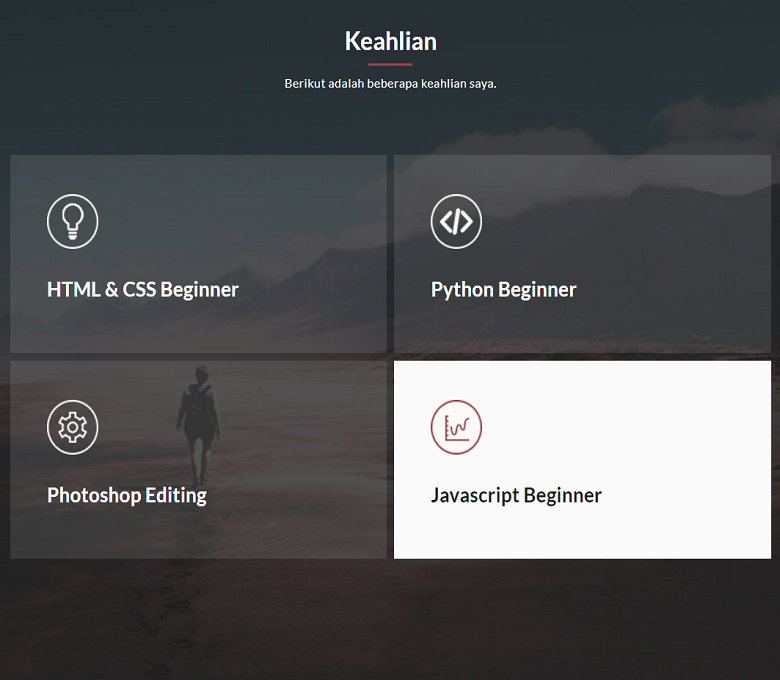 Keahlian
Berikut adalah beberapa keahlian saya.
HTML & CSS Beginner
Python Beginner
Photoshop Editing
Javascript Beginner